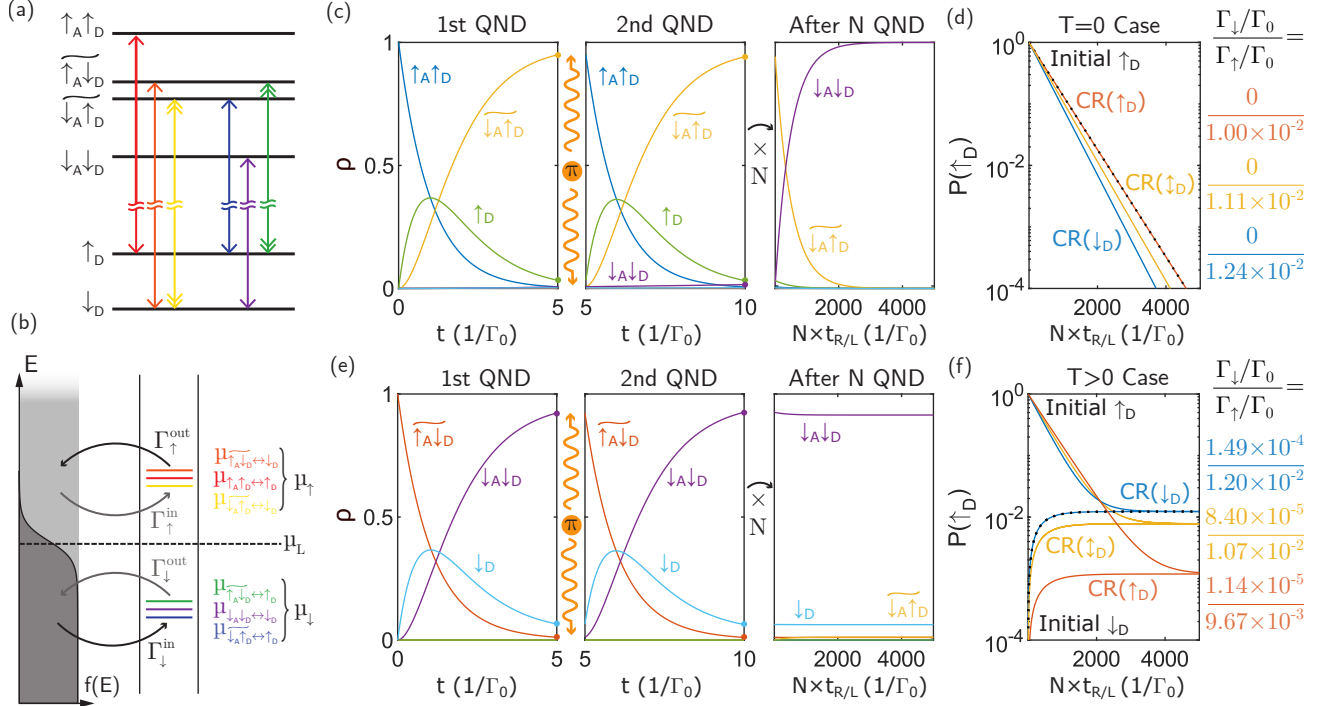 (a)
↑A↑D
↑A↓D
↓A↑D
↓A↓D
↑D
↓D
(b)
E
Γ↑^out
Γ↑^in
Γ↓^out
Γ↓^in
μ↑A↓D↔↓D
μ↑A↑D↔↑D
μ↓A↑D↔↓D
μ↑
μL
μ↑A↓D↔↑D
μ↓A↓D↔↓D
μ↓A↑D↔↑D
μ↓
f(E)
(c)
1st QND
2nd QND
After N QND
ρ
1
0.5
0
↑A↑D
↓A↑D
↑D
π
↑A↑D
↓A↑D
↑D
↓A↓D
× N
↓A↓D
↓A↑D
0
5
5
10
2000
4000
t (1/Γ0)
t (1/Γ0)
N×tR/L (1/Γ0)
(d)
T=0 Case
P(↑D)
10^0
10^-2
10^-4
Initial ↑D
CR(↑D)
CR(↕D)
CR(↓D)
2000
4000
N×tR/L (1/Γ0)
Γ↓/Γ0
Γ↑/Γ0
=
0
1.00×10^-2
0
1.11×10^-2
0
1.24×10^-2
(e)
1st QND
2nd QND
After N QND
ρ
1
0.5
0
↑A↓D
↓A↓D
↓D
π
↑A↓D
↓A↓D
↓D
× N
↓A↓D
↓D
↓A↑D
0
5
5
10
2000
4000
t (1/Γ0)
t (1/Γ0)
N×tR/L (1/Γ0)
(f)
T>0 Case
P(↑D)
10^0
10^-2
10^-4
Initial ↑D
CR(↓D)
CR(↕D)
CR(↑D)
Initial ↓D
2000
4000
N×tR/L (1/Γ0)
Γ↓/Γ0
Γ↑/Γ0
=
1.49×10^-4
1.20×10^-2
8.40×10^-5
1.07×10^-2
1.14×10^-5
9.67×10^-3